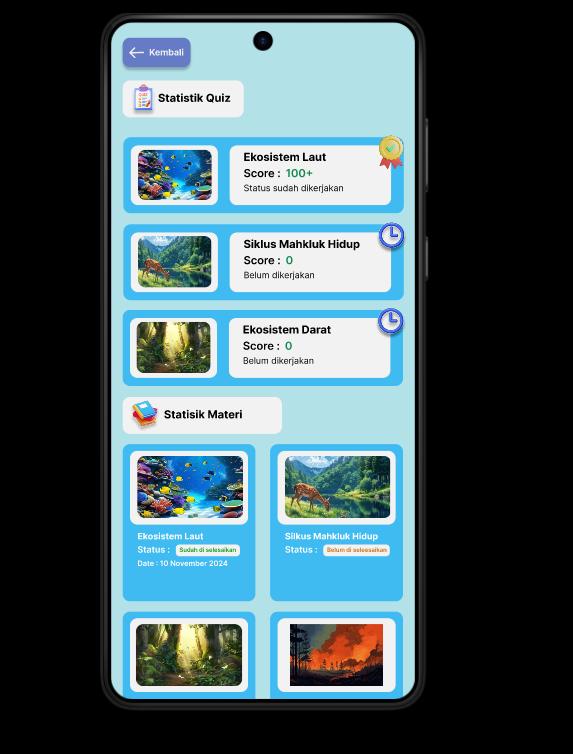 Kembali
Statistik Quiz
Ekosistem Laut
Score : 100+
Status sudah dikerjakan
Siklus Mahkluk Hidup
Score : 0
Belum dikerjakan
Ekosistem Darat
Score : 0
Belum dikerjakan
Statisik Materi
Ekosistem Laut
Status : Sudah di selesaikan
Date : 10 November 2024
Silkus Mahkluk Hidup
Status : Belum di seleesaikan